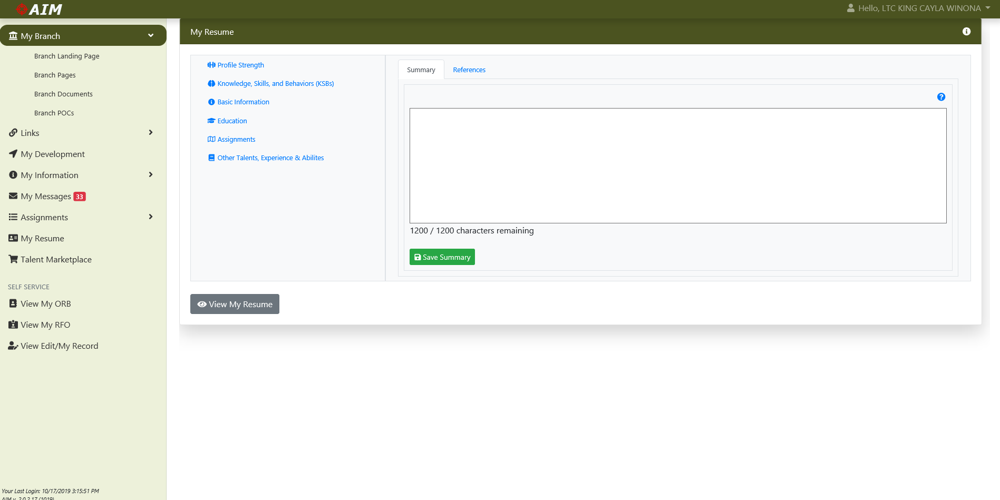 AIM
Hello, LTC KING CAYLA WINONA
My Branch
Branch Landing Page
Branch Pages
Branch Documents
Branch POCs
Links
My Development
My Information
My Messages 33
Assignments
My Resume
Talent Marketplace
SELF SERVICE
View My ORB
View My RFO
View Edit/My Record
Your Last Login: 10/17/2019 3:15:51 PM
AIM v. 2.0.2.17 (1019)
My Resume
Profile Strength
Knowledge, Skills, and Behaviors (KSBs)
Basic Information
Education
Assignments
Other Talents, Experience & Abilites
Summary
References
1200 / 1200 characters remaining
Save Summary
View My Resume